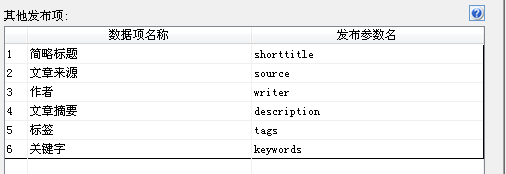 其他发布项:
数据项名称 发布参数名
1 简略标题 shorttitle
2 文章来源 source
3 作者 writer
4 文章摘要 description
5 标签 tags
6 关键字 keywords